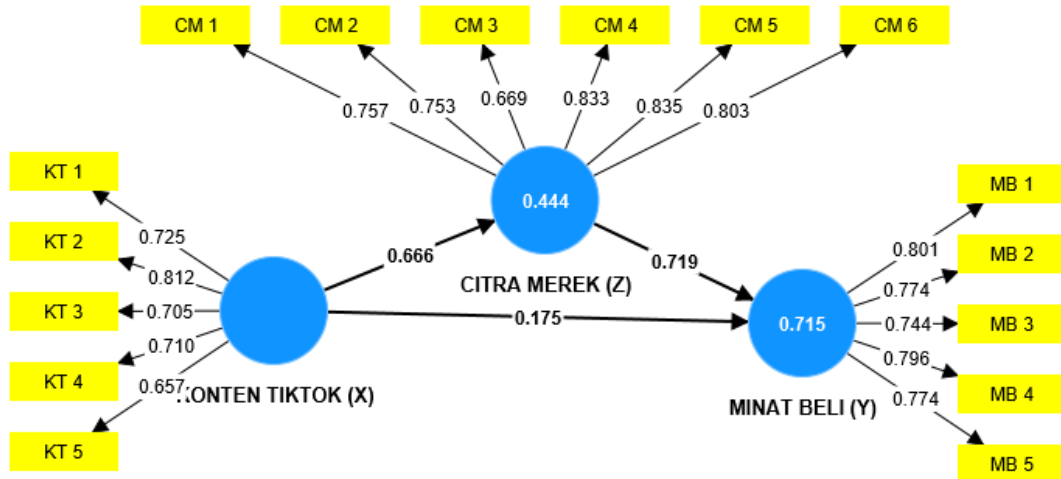 CM 1 CM 2 CM 3 CM 4 CM 5 CM 6
0.757 0.753 0.669 0.833 0.835 0.803
KT 1
KT 2
KT 3
KT 4
KT 5
0.725
0.812
0.705
0.710
0.657
KONTEN TIKTOK (X)
0.666
0.444
CITRA MEREK (Z)
0.719
0.175
0.715
MINAT BELI (Y)
0.801
0.774
0.744
0.796
0.774
MB 1
MB 2
MB 3
MB 4
MB 5